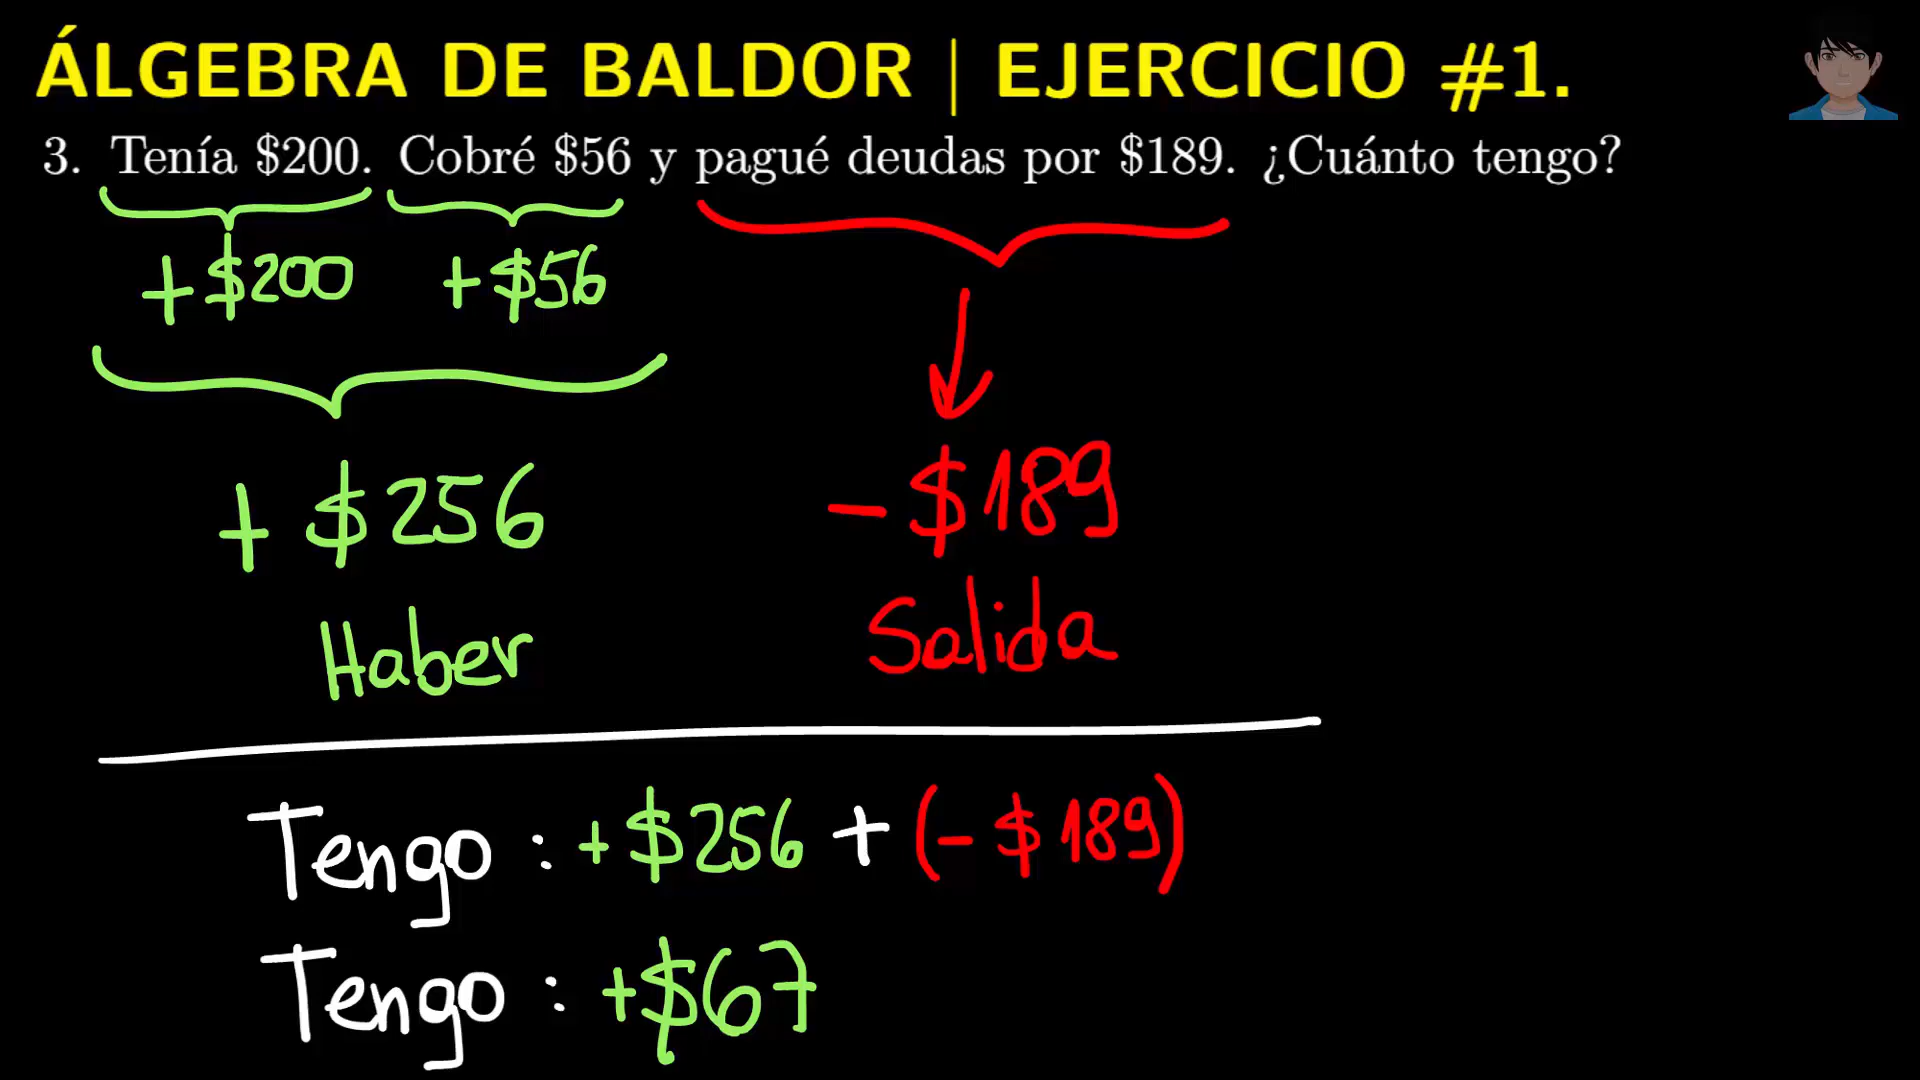 ÁLGEBRA DE BALDOR | EJERCICIO #1.
3. Tenía $200. Cobré $56 y pagué deudas por $189. ¿Cuánto tengo?
+$200 +$56
+ $256 - $189
Haber Salida
Tengo : +$256 + (- $189)
Tengo : +$67